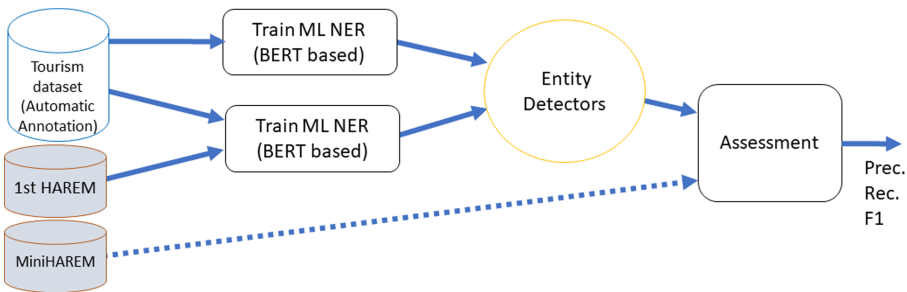 Tourism
dataset
(Automatic
Annotation)
1st HAREM
MiniHAREM
Train ML NER
(BERT based)
Train ML NER
(BERT based)
Entity
Detectors
Assessment
Prec.
Rec.
F1